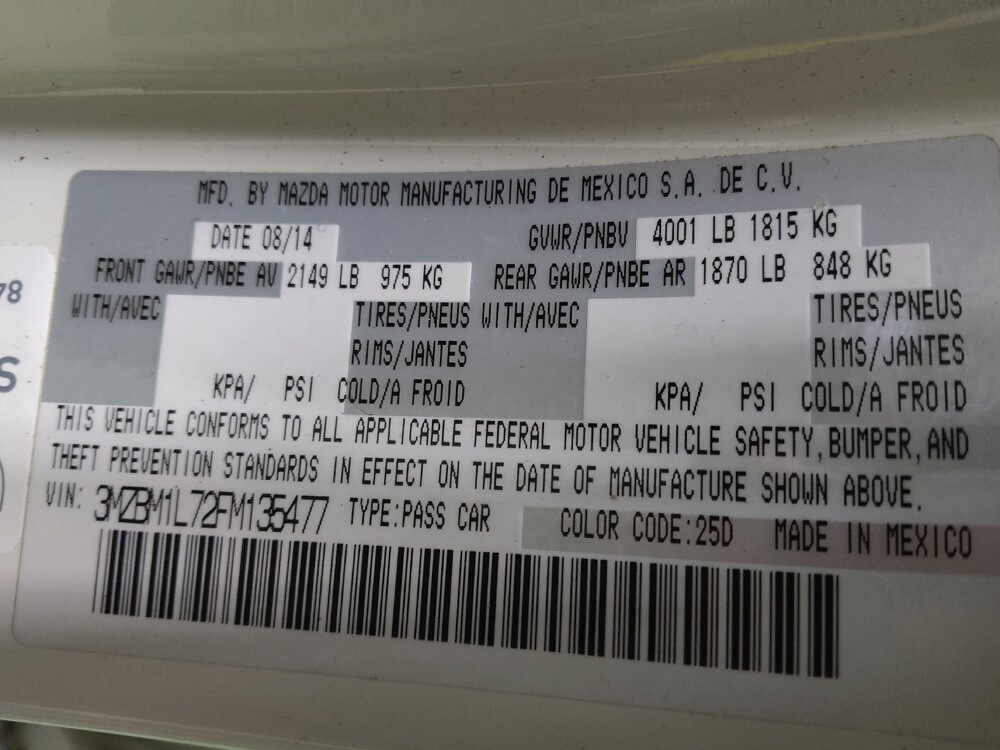 MFD. BY MAZDA MOTOR MANUFACTURING DE MEXICO S.A. DE C.V.
DATE 08/14 GVWR/PNBV 4001 LB 1815 KG
FRONT GAWR/PNBE AV 2149 LB 975 KG REAR GAWR/PNBE AR 1870 LB 848 KG
WITH/AVEC TIRES/PNEUS WITH/AVEC TIRES/PNEUS
RIMS/JANTES RIMS/JANTES
KPA/ PSI COLD/A FROID KPA/ PSI COLD/A FROID
THIS VEHICLE CONFORMS TO ALL APPLICABLE FEDERAL MOTOR VEHICLE SAFETY, BUMPER, AND
THEFT PREVENTION STANDARDS IN EFFECT ON THE DATE OF MANUFACTURE SHOWN ABOVE.
VIN: 3MZBM1L72FM135477 TYPE:PASS CAR COLOR CODE:25D MADE IN MEXICO
84
S